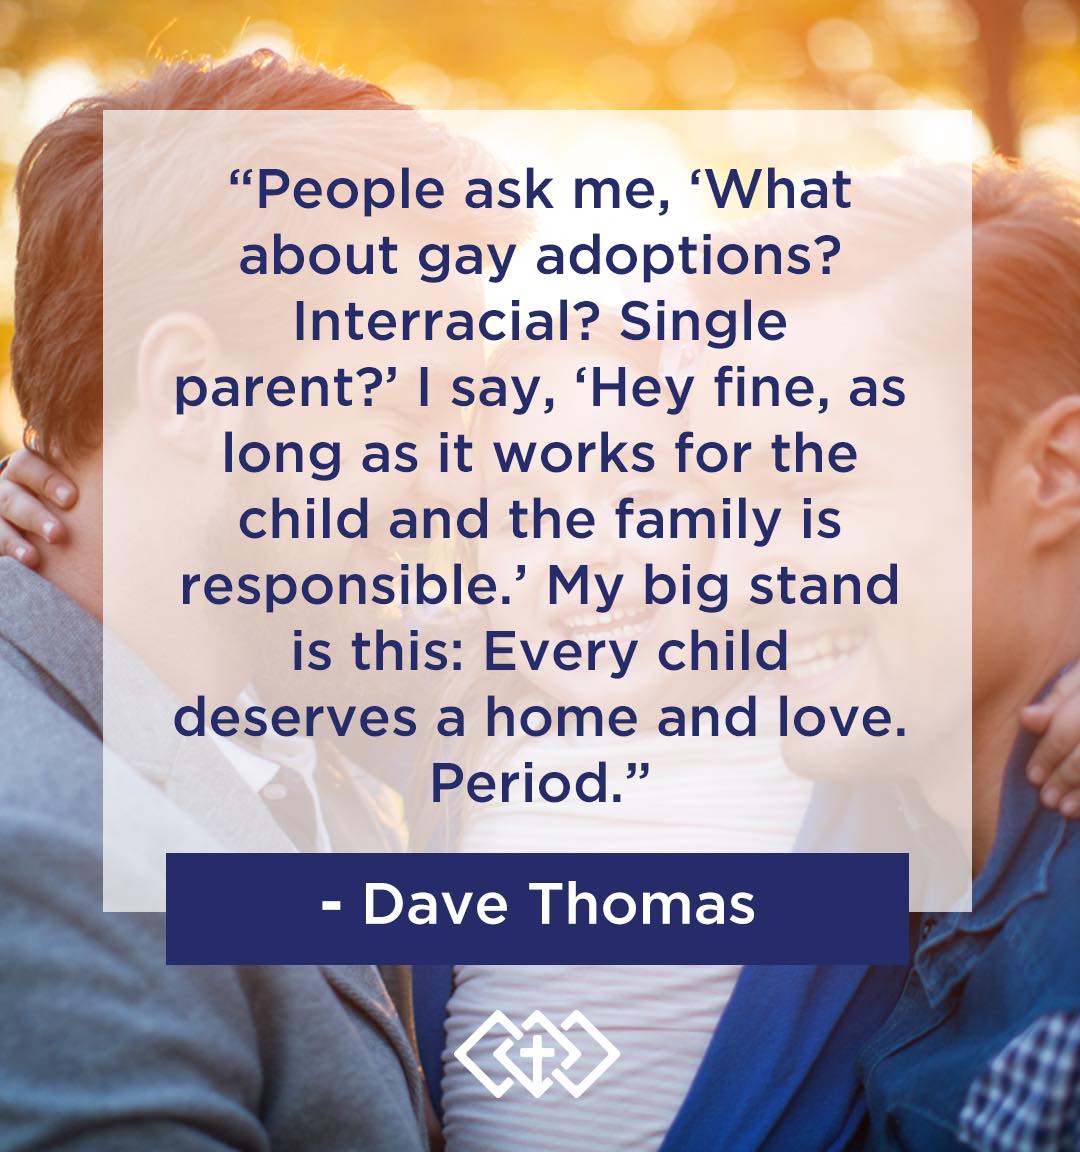 “People ask me, ‘What
about gay adoptions?
Interracial? Single
parent?’ I say, ‘Hey fine, as
long as it works for the
child and the family is
responsible.’ My big stand
is this: Every child
deserves a home and love.
Period.”
- Dave Thomas